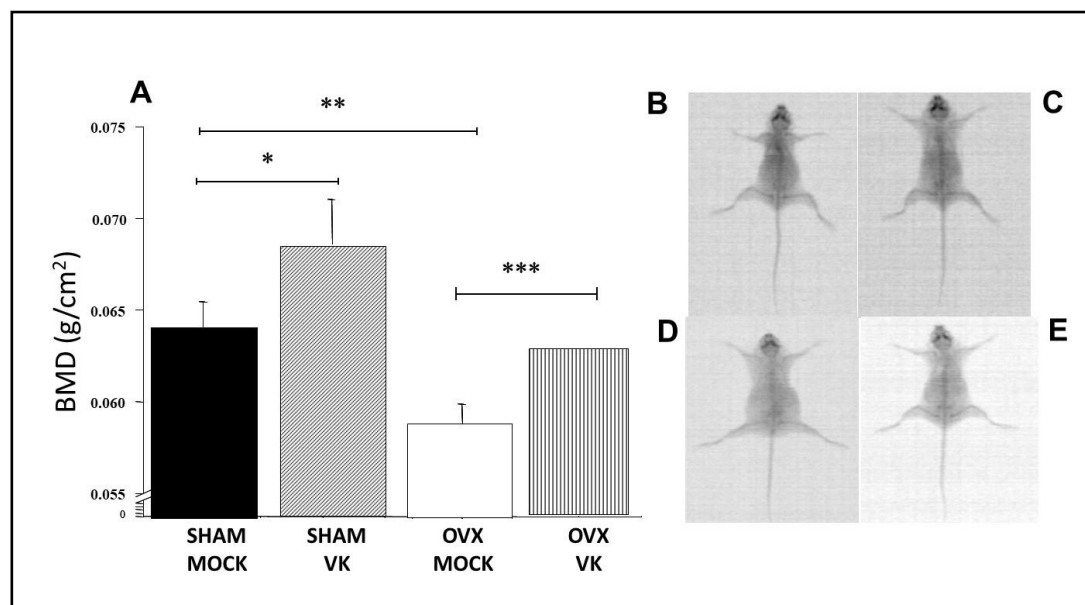 A
B
C
**
*
***
0.075
0.070
0.065
0.060
0.055
0
BMD (g/cm²)
D
E
SHAM
MOCK
SHAM
VK
OVX
MOCK
OVX
VK